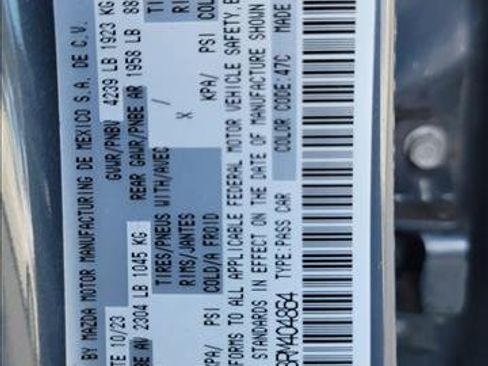 BY MAZDA MOTOR MANUFACTURING DE MEXICO S.A. DE C.V.
10/23 GVWR/PNBV 4239 LB 1923 KG
AV 2304 LB 1045 KG REAR GAWR/PNBE AR 1958 LB
TIRES/PNEUS WITH/AVEC
RIMS/JANTES X /
KPA/ PSI COLD/A FROID KPA/ PSI COL
TO ALL APPLICABLE FEDERAL MOTOR VEHICLE SAFETY,
STANDARDS IN EFFECT ON THE DATE OF MANUFACTURE SHOWN
TYPE:PASS CAR COLOR CODE:47C MADE